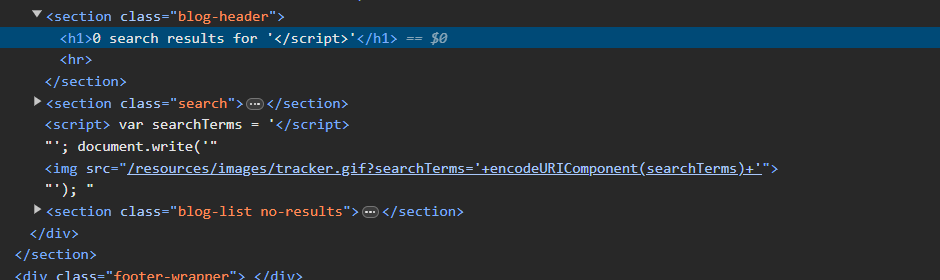 <section class="blog-header">
<h1>0 search results for '</script>'</h1> == $0
<hr>
</section>
<section class="search">⋯</section>
<script> var searchTerms = '</script>
"'; document.write('"
<img src="/resources/images/tracker.gif?searchTerms='+encodeURIComponent(searchTerms)+'">
"'); "
<section class="blog-list no-results">⋯</section>
</div>
</section>
<div class="footer-wrapper"> </div>